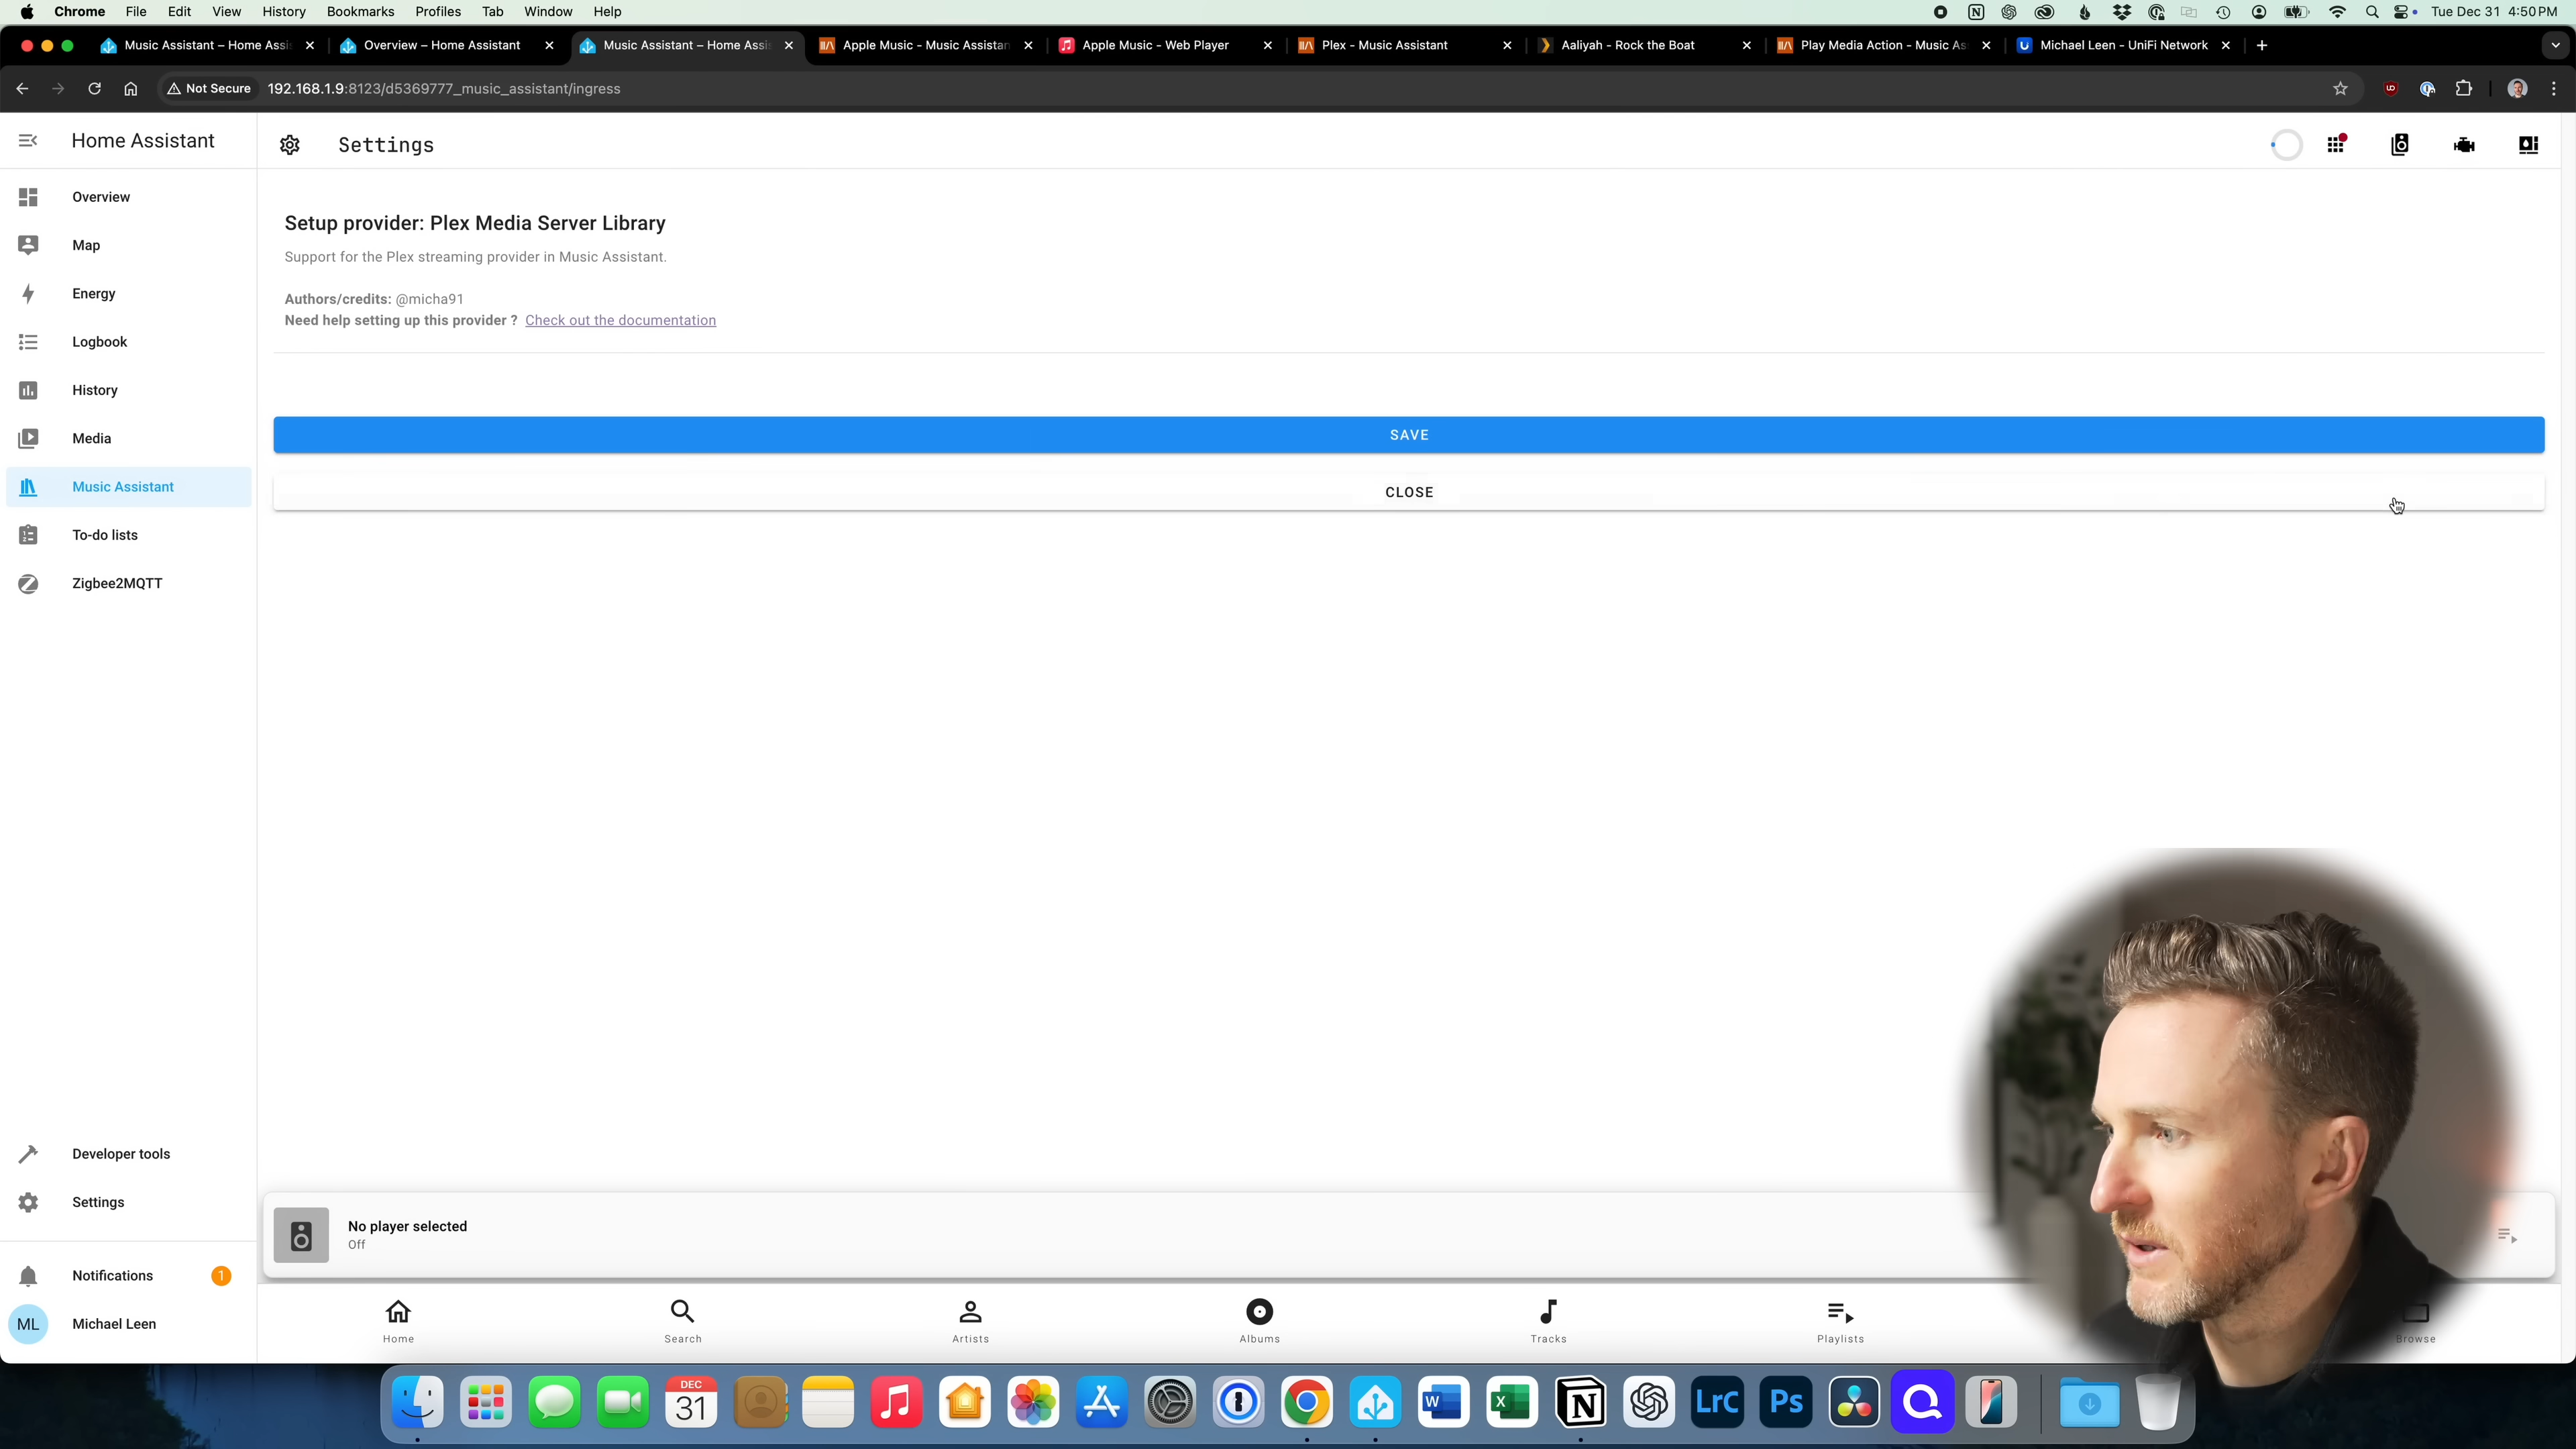 Chrome File Edit View History Bookmarks Profiles Tab Window Help Tue Dec 31 4:50 PM
Music Assistant – Home Assis Overview – Home Assistant Music Assistant – Home Assis Apple Music - Music Assistan Apple Music - Web Player Plex - Music Assistant Aaliyah - Rock the Boat Play Media Action - Music As Michael Leen - UniFi Network
Not Secure 192.168.1.9:8123/d5369777_music_assistant/ingress
Home Assistant
Settings
Overview
Map
Energy
Logbook
History
Media
Music Assistant
To-do lists
Zigbee2MQTT
Setup provider: Plex Media Server Library
Support for the Plex streaming provider in Music Assistant.
Authors/credits: @micha91
Need help setting up this provider ? Check out the documentation
SAVE
CLOSE
Developer tools
Settings
Notifications 1
ML Michael Leen
No player selected
Off
Home Search Artists Albums Tracks Playlists Browse
DEC
31
W X N LrC Ps